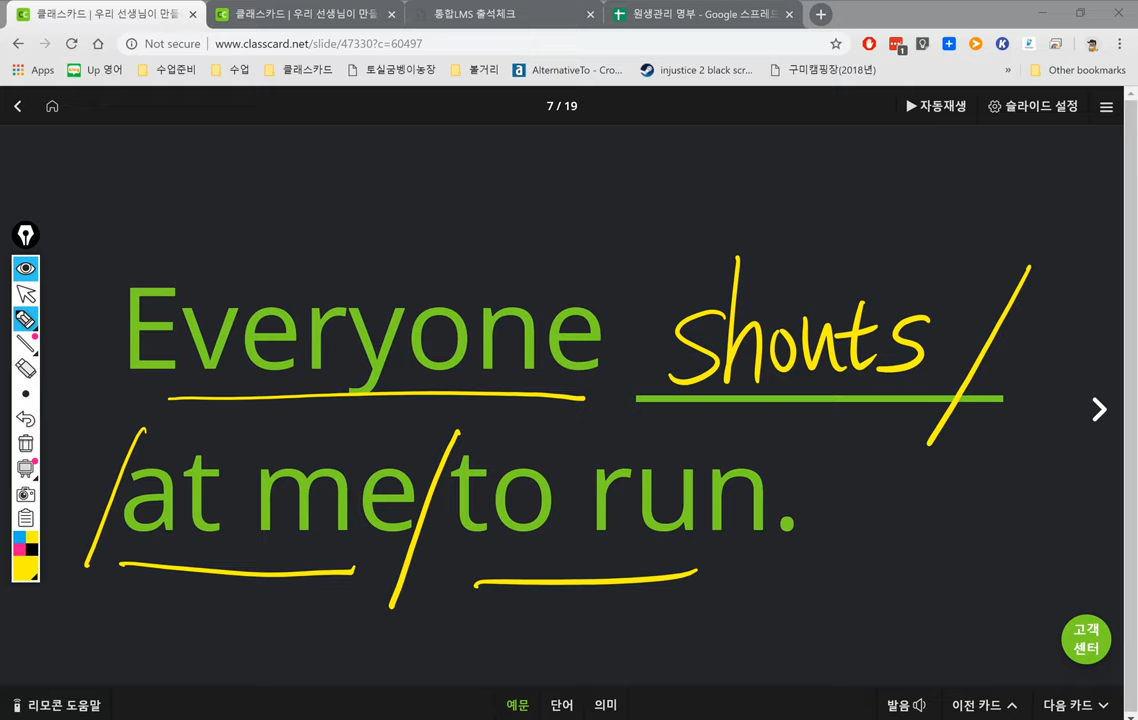 클래스카드 | 우리 선생님이 만들
클래스카드 | 우리 선생님이 만들
통합LMS 출석체크
원생관리 명부 - Google 스프레드
Not secure | www.classcard.net/slide/47330?c=60497
Apps Up 영어 수업준비 수업 클래스카드 토실굼벵이농장 볼거리 AlternativeTo - Cro... injustice 2 black scr... 구미캠핑장(2018년) » Other bookmarks
7 / 19 자동재생 슬라이드 설정
Everyone shouts /
/ at me / to run.
고객
센터
리모콘 도움말 예문 단어 의미 발음 이전 카드 다음 카드